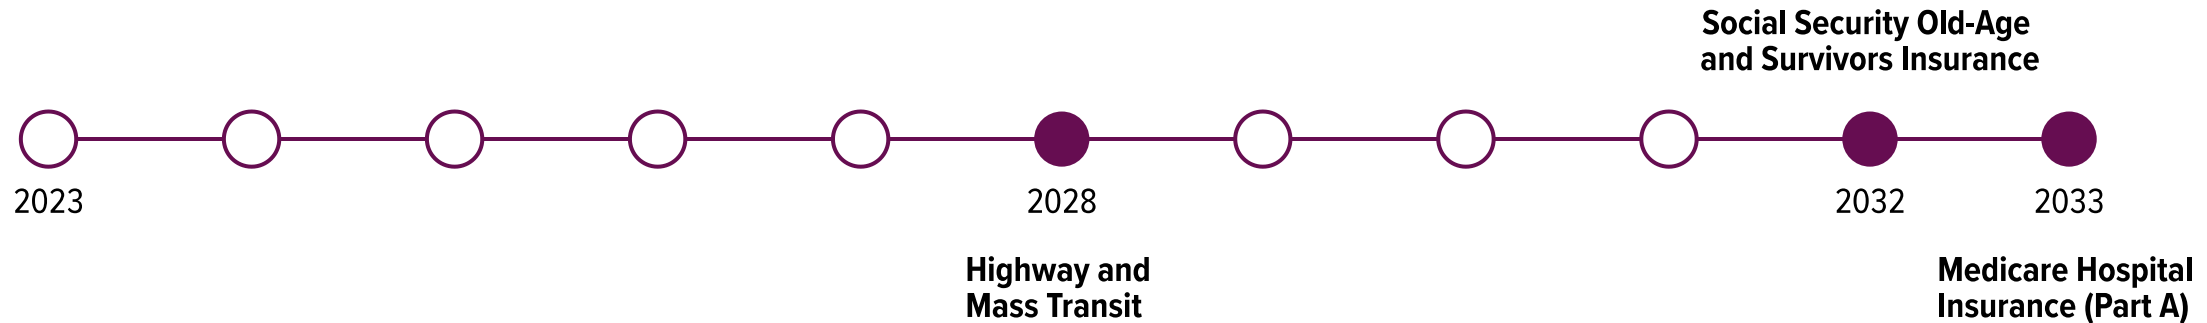 Social Security Old-Age
and Survivors Insurance
2023
2028
2032
2033
Highway and
Mass Transit
Medicare Hospital
Insurance (Part A)